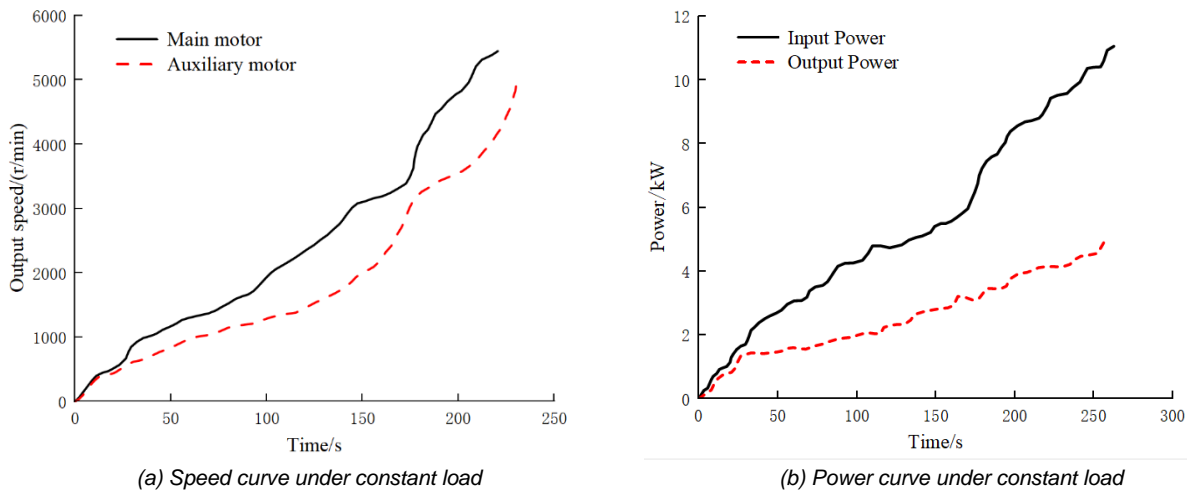 6000
5000
4000
3000
2000
1000
0
Output speed/(r/min)
Main motor
Auxiliary motor
0 50 100 150 200 250
Time/s
(a) Speed curve under constant load
12
10
8
6
4
2
0
Power/kW
Input Power
Output Power
0 50 100 150 200 250 300
Time/s
(b) Power curve under constant load